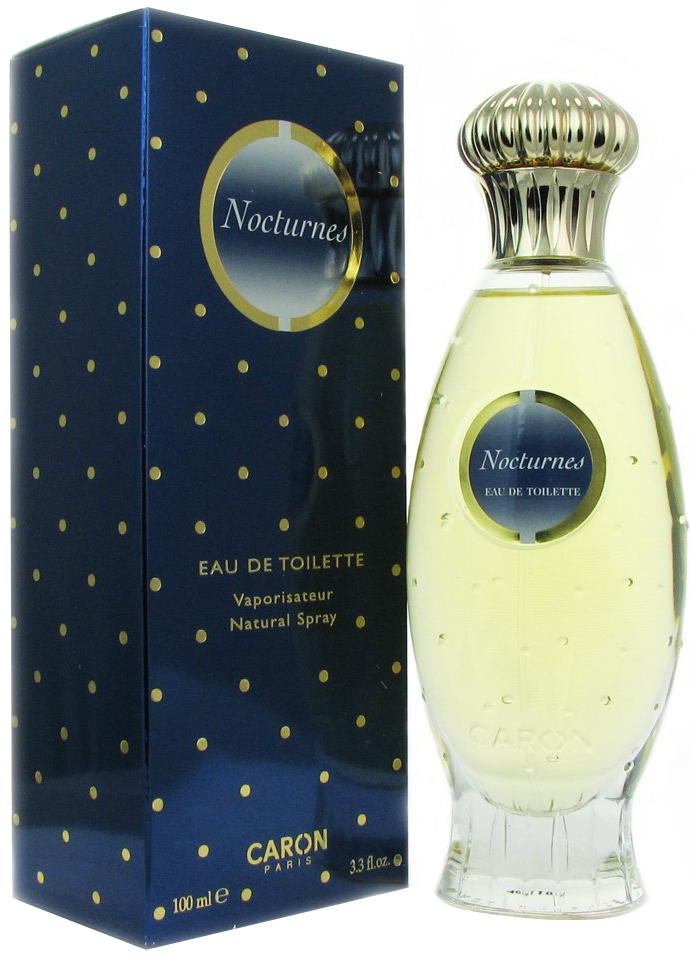 Nocturnes
EAU DE TOILETTE
Vaporisateur
Natural Spray
CARON
PARIS
100 ml ℮
3.3 fl.oz.
Nocturnes
EAU DE TOILETTE
CARON